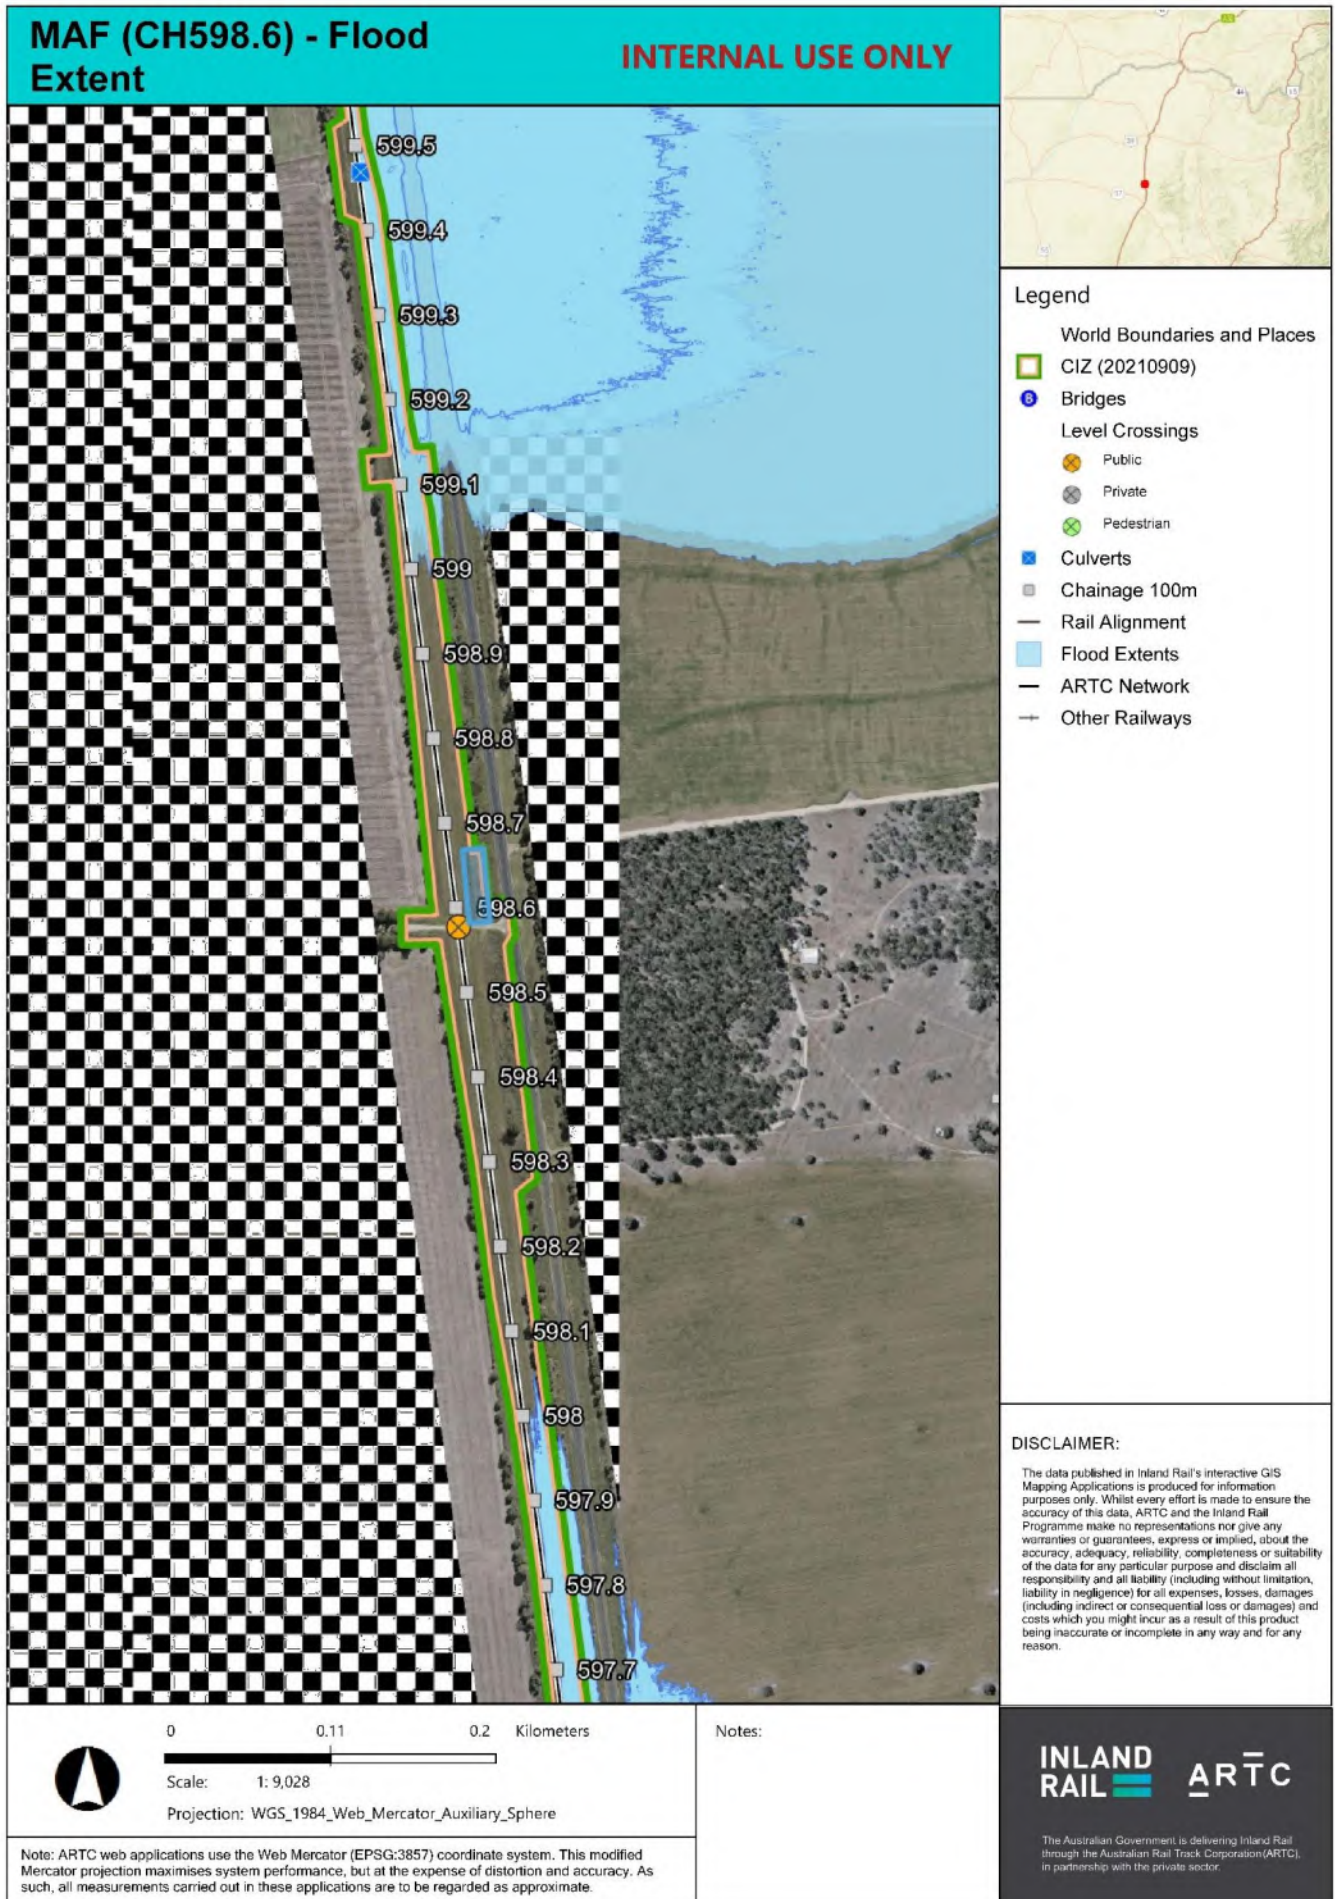 MAF (CH598.6) - Flood
Extent
INTERNAL USE ONLY
599.5
599.4
599.3
599.2
599.1
599
598.9
598.8
598.7
598.6
598.5
598.4
598.3
598.2
598.1
598
597.9
597.8
597.7
Legend
World Boundaries and Places
CIZ (20210909)
B
Bridges
Level Crossings
Public
Private
Pedestrian
Culverts
Chainage 100m
Rail Alignment
Flood Extents
ARTC Network
Other Railways
DISCLAIMER:
The data published in Inland Rail's interactive GIS
Mapping Applications is produced for information
purposes only. Whilst every effort is made to ensure the
accuracy of this data, ARTC and the Inland Rail
Programme make no representations nor give any
warranties or guarantees, express or implied, about the
accuracy, adequacy, reliability, completeness or suitability
of the data for any particular purpose and disclaim all
responsibility and all liability (including without limitation,
liability in negligence) for all expenses, losses, damages
(including indirect or consequential loss or damages) and
costs which you might incur as a result of this product
being inaccurate or incomplete in any way and for any
reason.
0 0.11 0.2 Kilometers
Scale: 1: 9,028
Projection: WGS_1984_Web_Mercator_Auxiliary_Sphere
Notes:
Note: ARTC web applications use the Web Mercator (EPSG:3857) coordinate system. This modified
Mercator projection maximises system performance, but at the expense of distortion and accuracy. As
such, all measurements carried out in these applications are to be regarded as approximate.
INLAND
RAIL
ARTC
The Australian Government is delivering Inland Rail
through the Australian Rail Track Corporation (ARTC),
in partnership with the private sector.